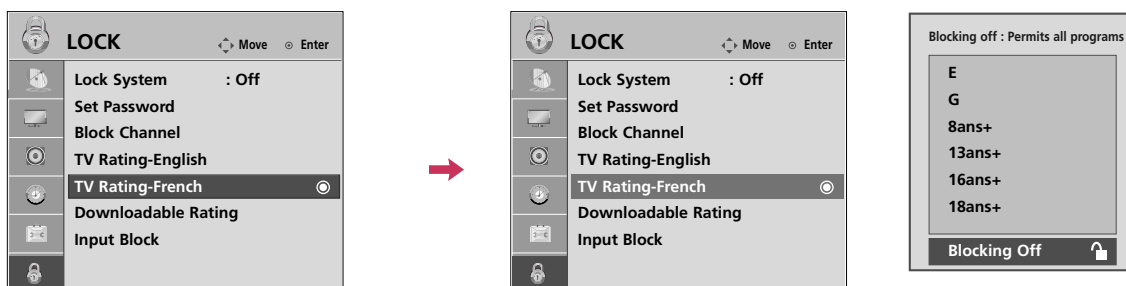 LOCK
Move
Enter
Lock System : Off
Set Password
Block Channel
TV Rating-English
TV Rating-French
Downloadable Rating
Input Block
LOCK
Move
Enter
Lock System : Off
Set Password
Block Channel
TV Rating-English
TV Rating-French
Downloadable Rating
Input Block
Blocking off : Permits all programs
E
G
8ans+
13ans+
16ans+
18ans+
Blocking Off